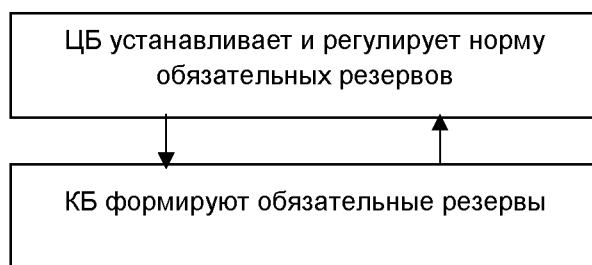 ЦБ устанавливает и регулирует норму
обязательных резервов
КБ формируют обязательные резервы